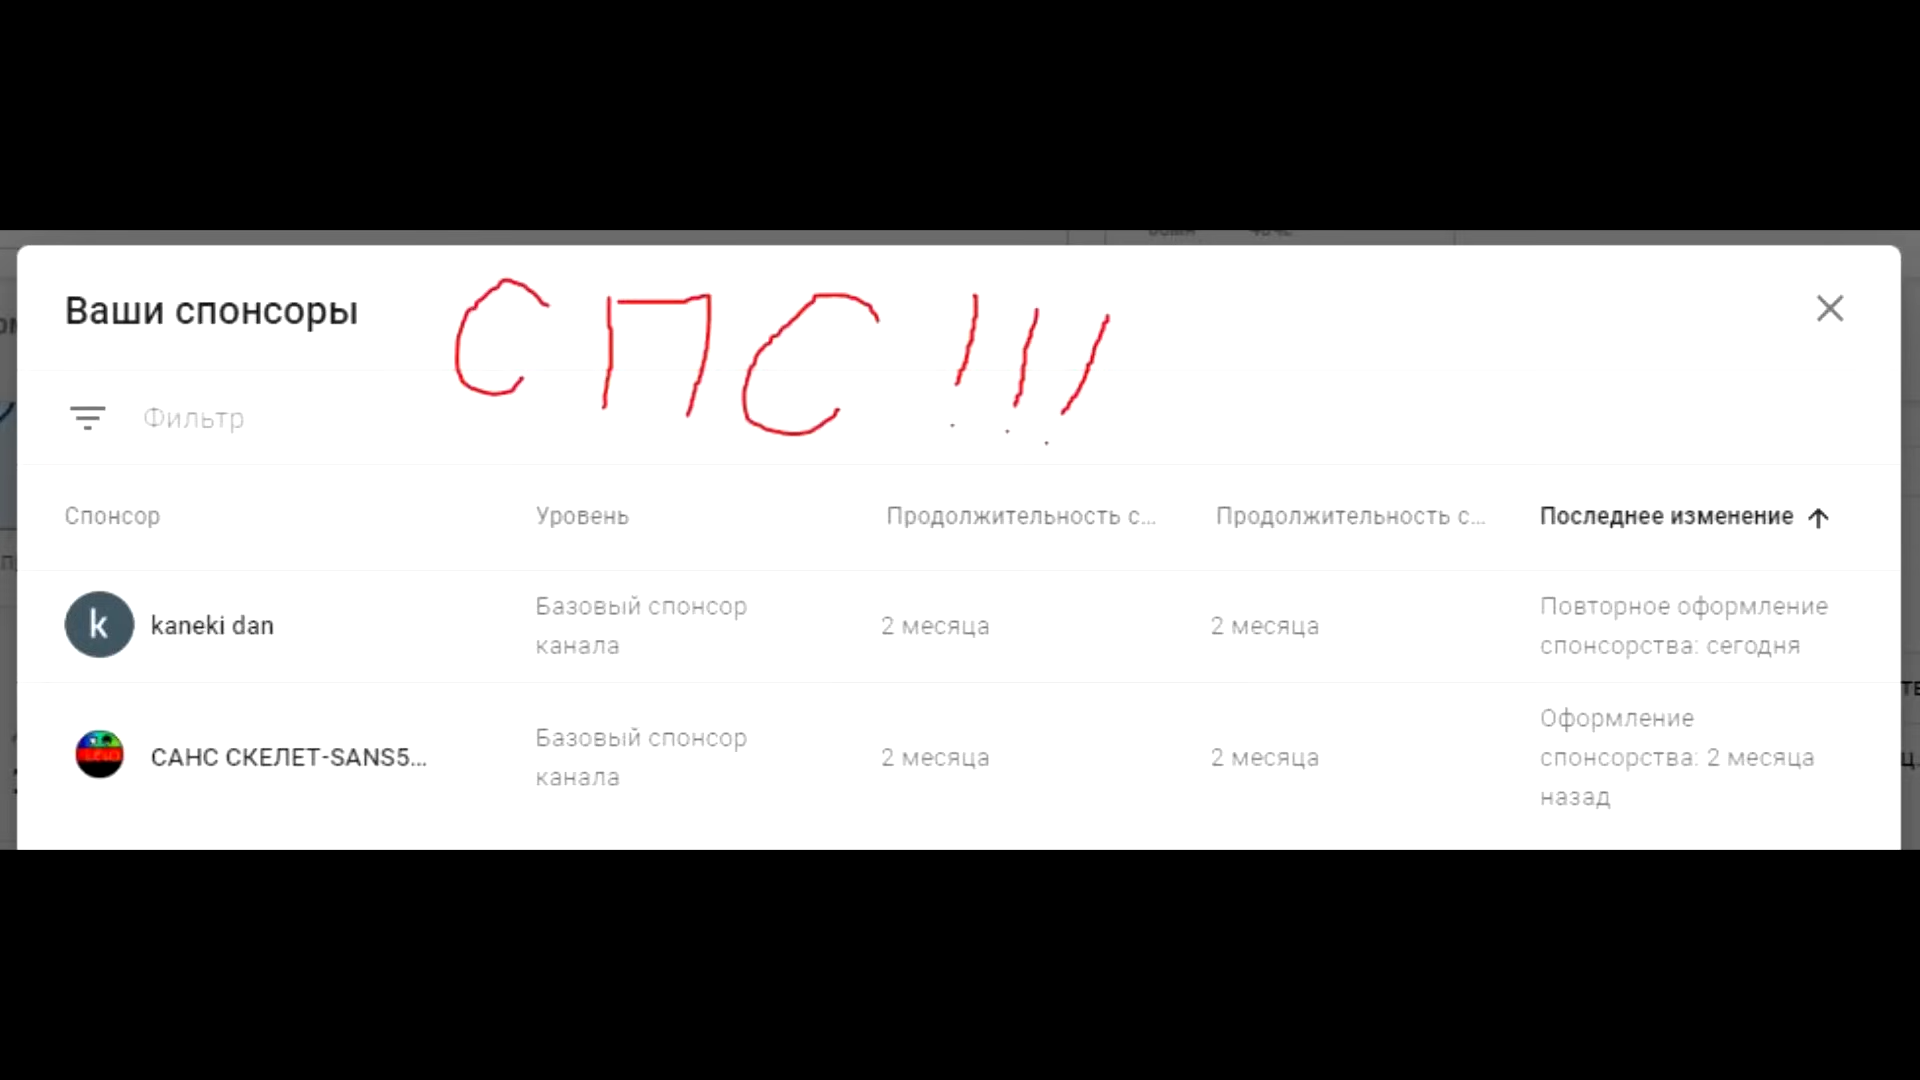 Ваши спонсоры
СПС!!!
Фильтр
Спонсор Уровень Продолжительность с... Продолжительность с... Последнее изменение
k kaneki dan Базовый спонсор канала 2 месяца 2 месяца Повторное оформление спонсорства: сегодня
САНС СКЕЛЕТ-SANS5... Базовый спонсор канала 2 месяца 2 месяца Оформление спонсорства: 2 месяца назад